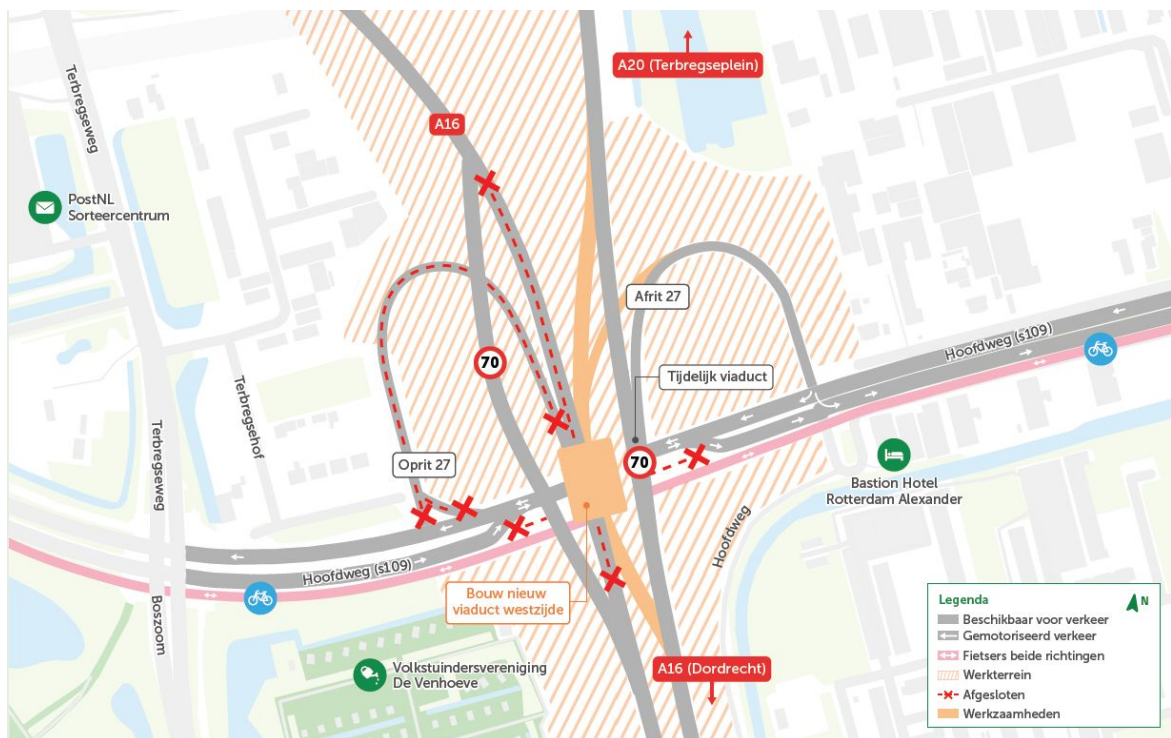 A20 (Terbregseplein)
Terbregseweg
A16
PostNL
Sorteercentrum
Afrit 27
Hoofdweg (s109)
70
Tijdelijk viaduct
Terbregsehof
Terbregseweg
Oprit 27
70
Bastion Hotel
Rotterdam Alexander
Hoofdweg
Hoofdweg (s109)
Bouw nieuw
viaduct westzijde
Boszoom
Volkstuindersvereniging
De Venhoeve
A16 (Dordrecht)
Legenda
N
Beschikbaar voor verkeer
Gemotoriseerd verkeer
Fietsers beide richtingen
Werkterrein
Afgesloten
Werkzaamheden